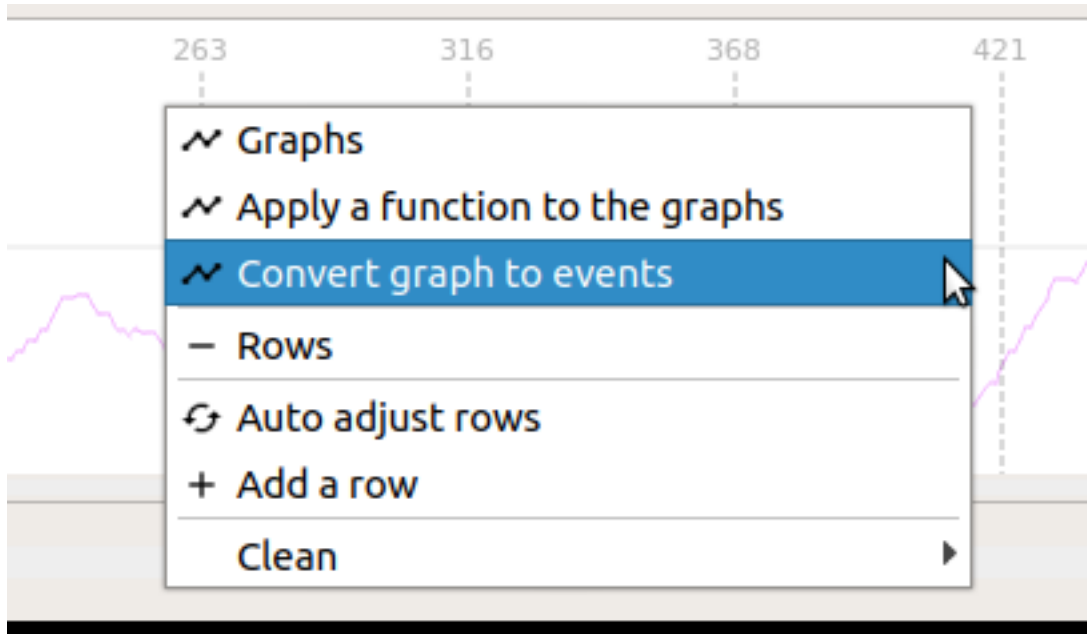 263 316 368 421
Graphs
Apply a function to the graphs
Convert graph to events
Rows
Auto adjust rows
Add a row
Clean